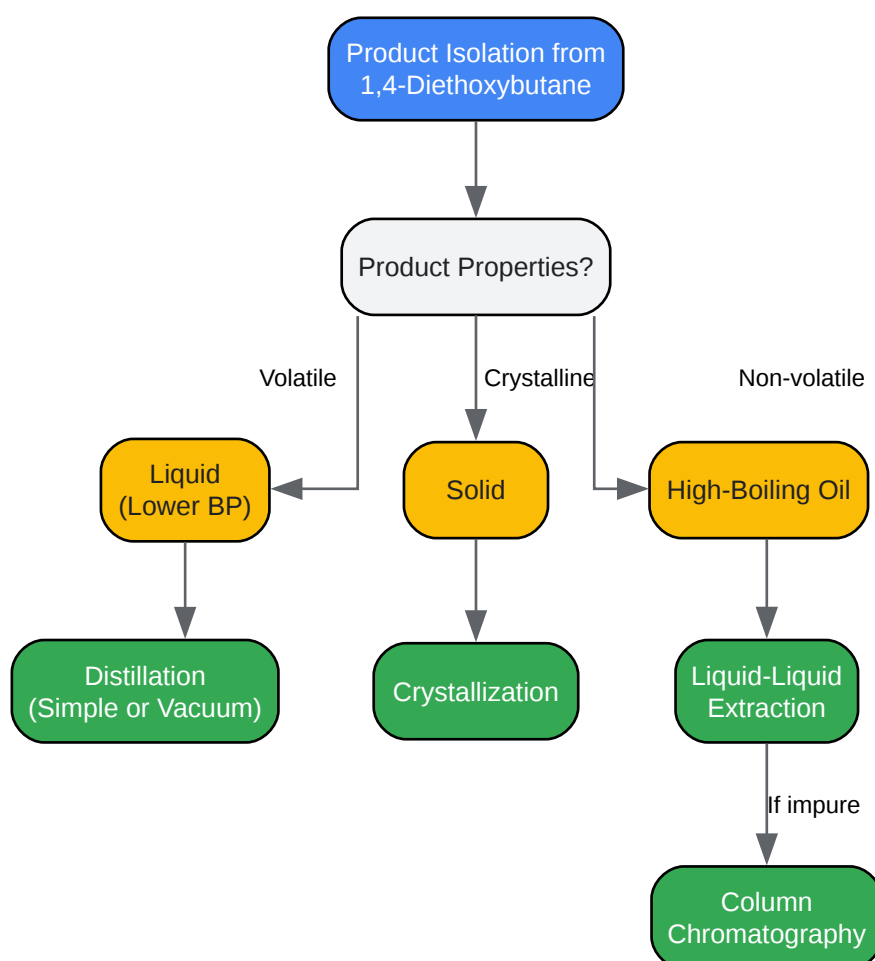 Product Isolation from
1,4-Diethoxybutane
Product Properties?
Volatile
Crystalline
Non-volatile
Liquid
(Lower BP)
Solid
High-Boiling Oil
Distillation
(Simple or Vacuum)
Crystallization
Liquid-Liquid
Extraction
If impure
Column
Chromatography